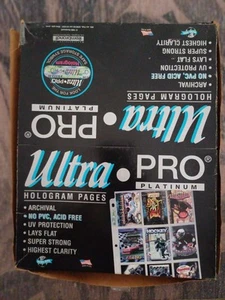 • HIGHEST CLARITY
• SUPER STRONG
• LAYS FLAT
• UV PROTECTION
• NO PVC, ACID FREE
• ARCHIVAL
HOLOGRAM PAGES
PLATINUM
Ultra•PRO®
Ultra•PRO®
PLATINUM
HOLOGRAM PAGES
• ARCHIVAL
• NO PVC, ACID FREE
• UV PROTECTION
• LAYS FLAT
• SUPER STRONG
• HIGHEST CLARITY
HOCKEY